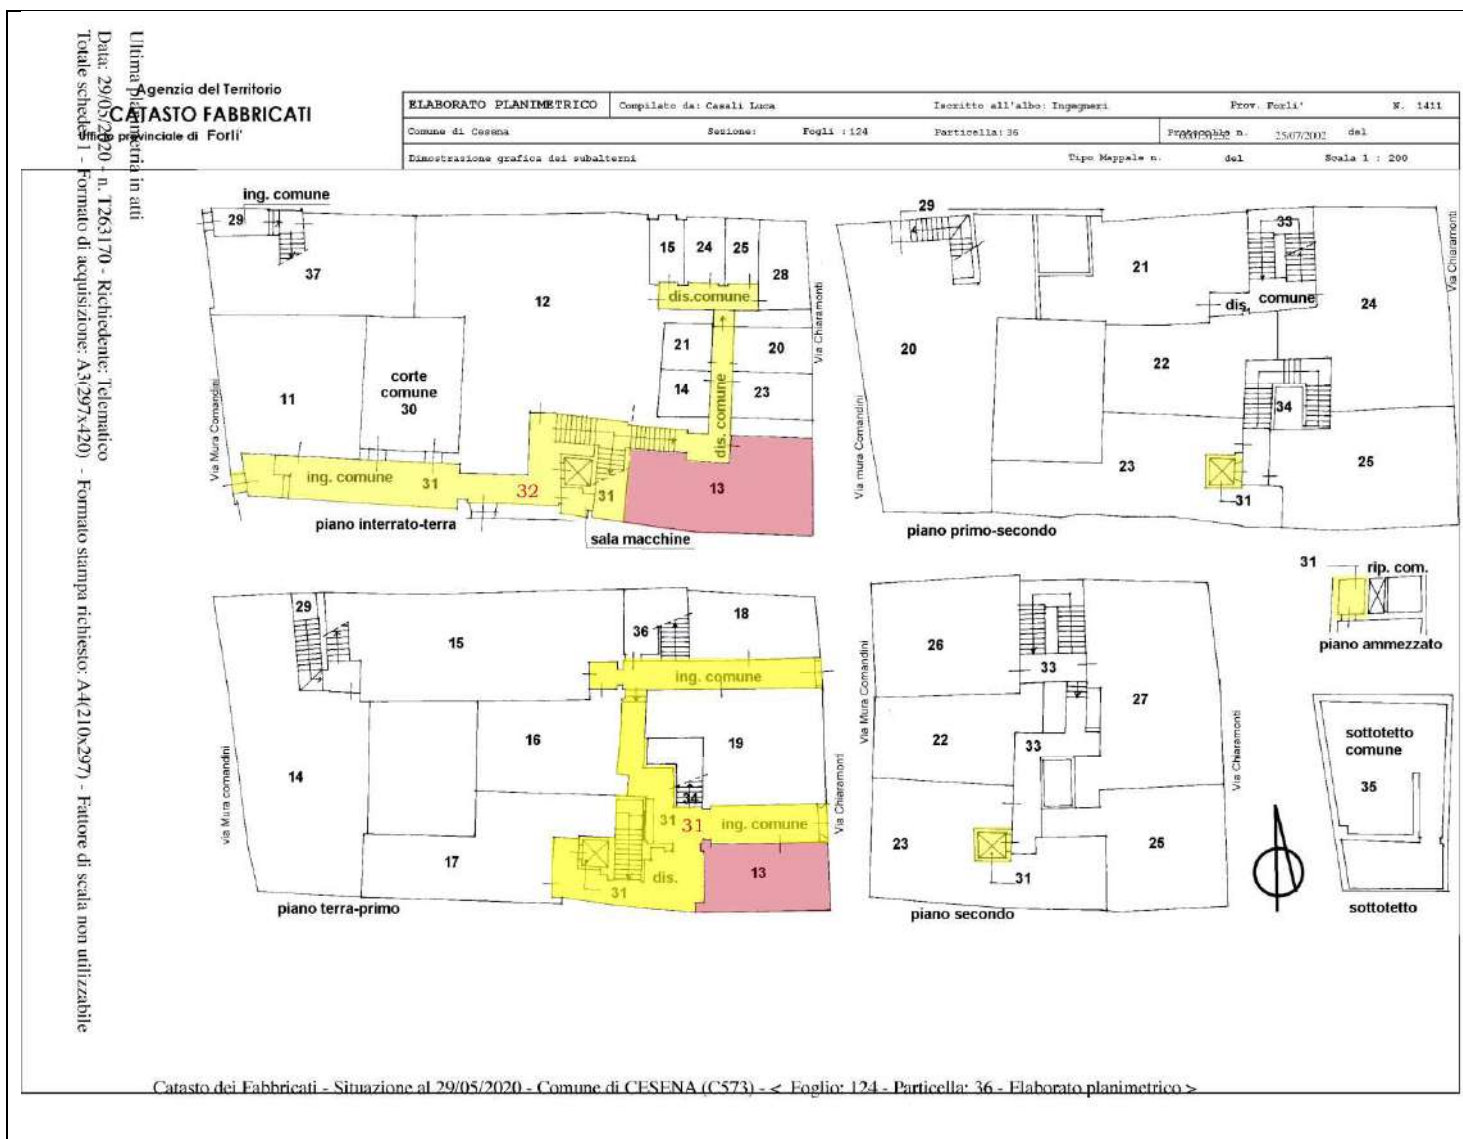 Ultima planimetria in atti
Data: 29/05/2020 - n. T263170 - Richiedente: Telematico
Totale schede: 1 - Formato di acquisizione: A3(297x420) - Formato stampa richiesto: A4(210x297) - Fattore di scala non utilizzabile
Agenzia del Territorio
CATASTO FABBRICATI
Ufficio provinciale di Forli'
ELABORATO PLANIMETRICO
Compilato da: Casali Luca
Iscritto all'albo: Ingegneri
Prov. Forli'
N. 1411
Comune di Cesena
Sezione:
Fogli : 124
Particella: 36
Protocollo n.
25/07/2002
del
Dimostrazione grafica dei subalterni
Tipo Mappale n.
del
Scala 1 : 200
ing. comune
29
37
12
15
24
25
28
dis.comune
21
20
14
23
dis. comune
11
corte
comune
30
ing. comune
31
32
31
13
Via Mura Comandini
Via Chiaramonti
piano interrato-terra
sala macchine
29
33
21
dis.
comune
24
20
22
34
23
25
31
Via mura Comandini
Via Chiaramonti
piano primo-secondo
31
rip. com.
piano ammezzato
29
15
36
18
ing. comune
16
19
14
34
31
31
ing. comune
17
dis.
13
31
via Mura comandini
Via Chiaramonti
piano terra-primo
26
33
27
22
33
23
25
31
Via Mura Comandini
Via Chiaramonti
piano secondo
sottotetto
comune
35
sottotetto
Catasto dei Fabbricati - Situazione al 29/05/2020 - Comune di CESENA (C573) - < Foglio: 124 - Particella: 36 - Elaborato planimetrico >